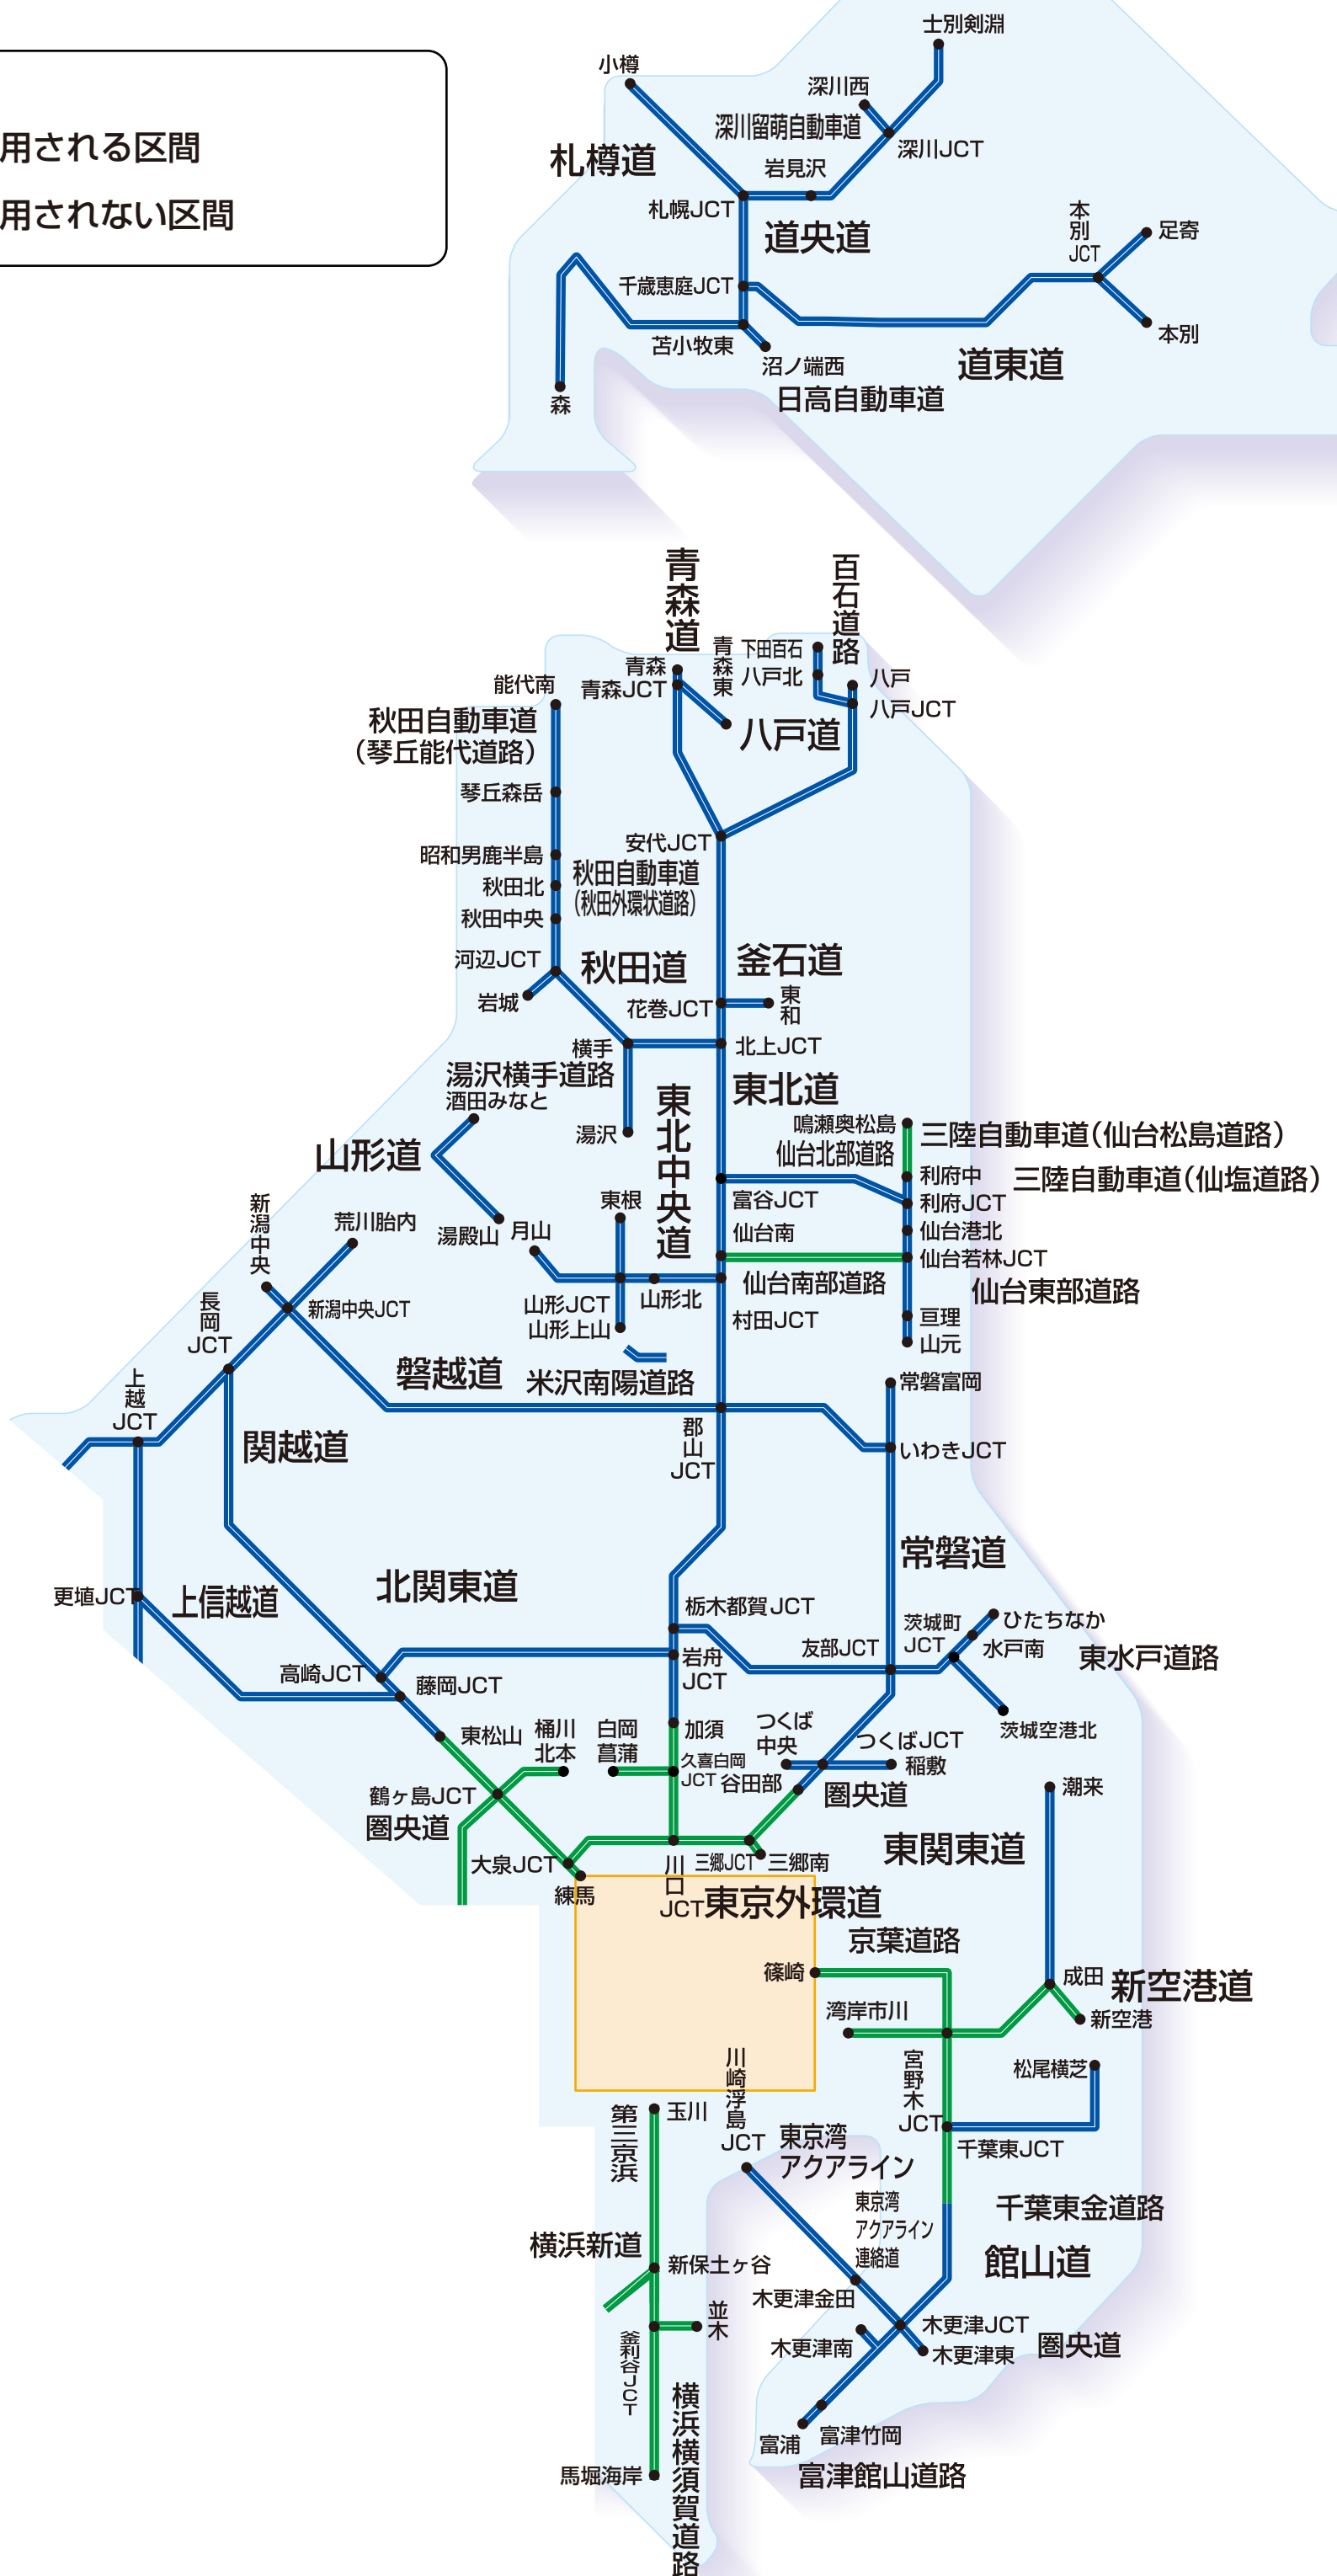 用される区間
用されない区間
士別剣淵
小樽
深川西
深川留萌自動車道
深川JCT
札樽道
岩見沢
札幌JCT
道央道
本別JCT
足寄
千歳恵庭JCT
本別
苫小牧東
沼ノ端西
道東道
日高自動車道
森
青森道
百石道路
青森
青森東
下田百石
青森JCT
八戸北
八戸
能代南
八戸JCT
秋田自動車道
（琴丘能代道路）
八戸道
琴丘森岳
安代JCT
昭和男鹿半島
秋田自動車道
（秋田外環状道路）
秋田北
秋田中央
河辺JCT
秋田道
釜石道
岩城
花巻JCT
東和
横手
北上JCT
湯沢横手道路
東北道
酒田みなと
東北中央道
湯沢
鳴瀬奥松島
三陸自動車道（仙台松島道路）
山形道
仙台北部道路
利府中
三陸自動車道（仙塩道路）
新潟中央
荒川胎内
東根
富谷JCT
利府JCT
湯殿山
月山
仙台南
仙台港北
仙台若林JCT
長岡JCT
新潟中央JCT
山形JCT
山形北
仙台南部道路
仙台東部道路
山形上山
村田JCT
亘理
山元
上越JCT
磐越道
米沢南陽道路
常磐富岡
関越道
郡山JCT
いわきJCT
常磐道
北関東道
更埴JCT
上信越道
栃木都賀JCT
茨城町JCT
ひたちなか
友部JCT
水戸南
東水戸道路
高崎JCT
藤岡JCT
岩舟JCT
茨城空港北
東松山
桶川北本
白岡菖蒲
加須
つくば中央
つくばJCT
久喜白岡JCT
谷田部
稲敷
鶴ヶ島JCT
圏央道
圏央道
潮来
大泉JCT
川口JCT
三郷JCT
三郷南
東関東道
練馬
東京外環道
京葉道路
篠崎
成田
新空港道
湾岸市川
新空港
川崎浮島JCT
宮野木JCT
松尾横芝
第三京浜
玉川
東京湾
アクアライン
千葉東JCT
東京湾
アクアライン
連絡道
千葉東金道路
横浜新道
新保土ヶ谷
館山道
木更津金田
並木
木更津JCT
圏央道
釜利谷JCT
木更津南
木更津東
横浜横須賀道路
富浦
富津竹岡
馬堀海岸
富津館山道路